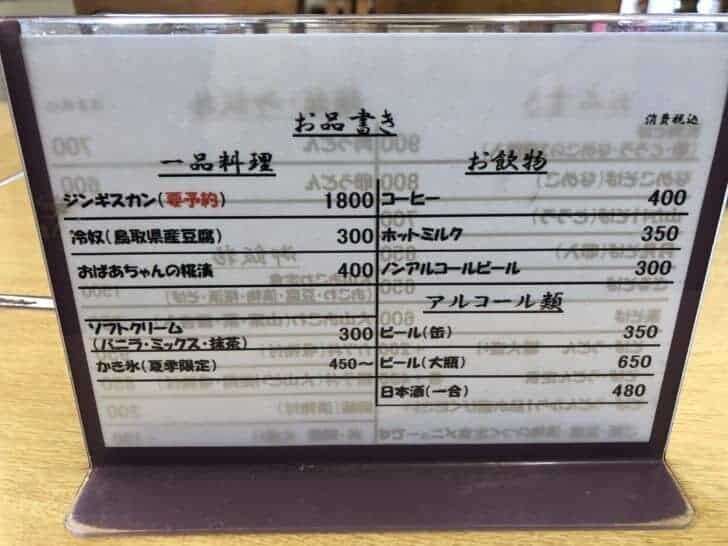 お品書き
消費税込
一品料理
ジンギスカン(要予約) 1800
冷奴(鳥取県産豆腐) 300
おばあちゃんの糀漬 400
ソフトクリーム 300
(バニラ・ミックス・抹茶)
かき氷(夏季限定) 450～
お飲物
コーヒー 400
ホットミルク 350
ノンアルコールビール 300
アルコール類
ビール(缶) 350
ビール(大瓶) 650
日本酒(一合) 480